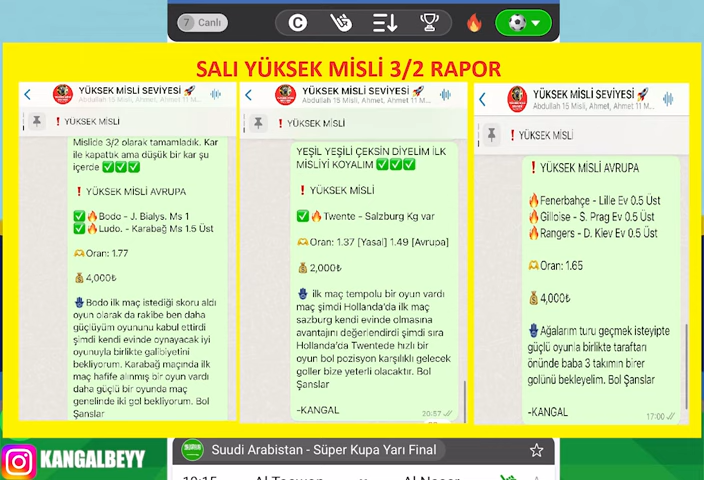 7 Canlı
SALI YÜKSEK MİSLİ 3/2 RAPOR
YÜKSEK MİSLİ SEVİYESİ 🚀
Abdullah 15 Misli, Ahmet, Ahmet 11 M...
❗ YÜKSEK MİSLİ
Mislide 3/2 olarak tamamladık. Kar
ile kapattık ama düşük bir kar şu
içerde ✅✅
❗ YÜKSEK MİSLİ AVRUPA
✅🔥Bodo - J. Bialys. Ms 1
✅🔥Ludo. - Karabağ Ms 1.5 Üst
🫶Oran: 1.77
💰4,000₺
🪬Bodo ilk maç istediği skoru aldı
oyun olarak da rakibe ben daha
güçlüyüm oyununu kabul ettirdi
şimdi kendi evinde oynayacak iyi
oyunuyla birlikte galibiyetini
bekliyorum. Karabağ maçında ilk
maç hafife alınmış bir oyun vardı
daha güçlü bir oyunda maç
genelinde iki gol bekliyorum. Bol
Şanslar
YÜKSEK MİSLİ SEVİYESİ 🚀
Abdullah 15 Misli, Ahmet, Ahmet 11 M...
❗ YÜKSEK MİSLİ
YEŞİL YEŞİLİ ÇEKSİN DİYELİM İLK
MİSLİYİ KOYALIM ✅✅✅
❗ YÜKSEK MİSLİ
✅🔥Twente - Salzburg Kg var
🫶Oran: 1.37 [Yasal] 1.49 [Avrupa]
💰2,000₺
🪬 ilk maç tempolu bir oyun vardı
maç şimdi Hollanda'da ilk maç
sazburg kendi evinde olmasına
avantajını değerlendirdi şimdi sıra
Hollanda'da Twentede hızlı bir
oyun bol pozisyon karşılıklı gelecek
goller bize yeterli olacaktır. Bol
Şanslar
-KANGAL
20:57
YÜKSEK MİSLİ SEVİYESİ 🚀
Abdullah 15 Misli, Ahmet, Ahmet 11 M...
❗ YÜKSEK MİSLİ
❗ YÜKSEK MİSLİ AVRUPA
🔥Fenerbahçe - Lille Ev 0.5 Üst
🔥Gilloise - S. Prag Ev 0.5 Üst
🔥Rangers - D. Kiev Ev 0.5 Üst
🫶Oran: 1.65
💰4,000₺
🪬Ağalarım turu geçmek isteyipte
güçlü oyunla birlikte taraftarı
önünde baba 3 takımın birer
golünü bekleyelim. Bol Şanslar
-KANGAL
17:00
KANGALBEYY
Suudi Arabistan - Süper Kupa Yarı Final